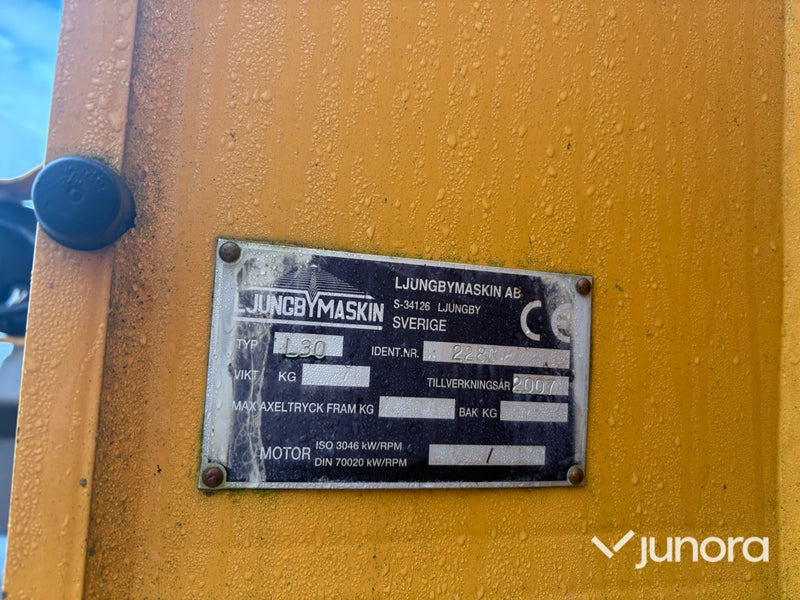 LJUNGBYMASKIN
LJUNGBYMASKIN AB
S-34126 LJUNGBY
SVERIGE
CE
TYP L30 IDENT.NR.
VIKT KG TILLVERKNINGSÅR 2007
MAX AXELTRYCK FRAM KG BAK KG
MOTOR ISO 3046 kW/RPM
DIN 70020 kW/RPM /
junora